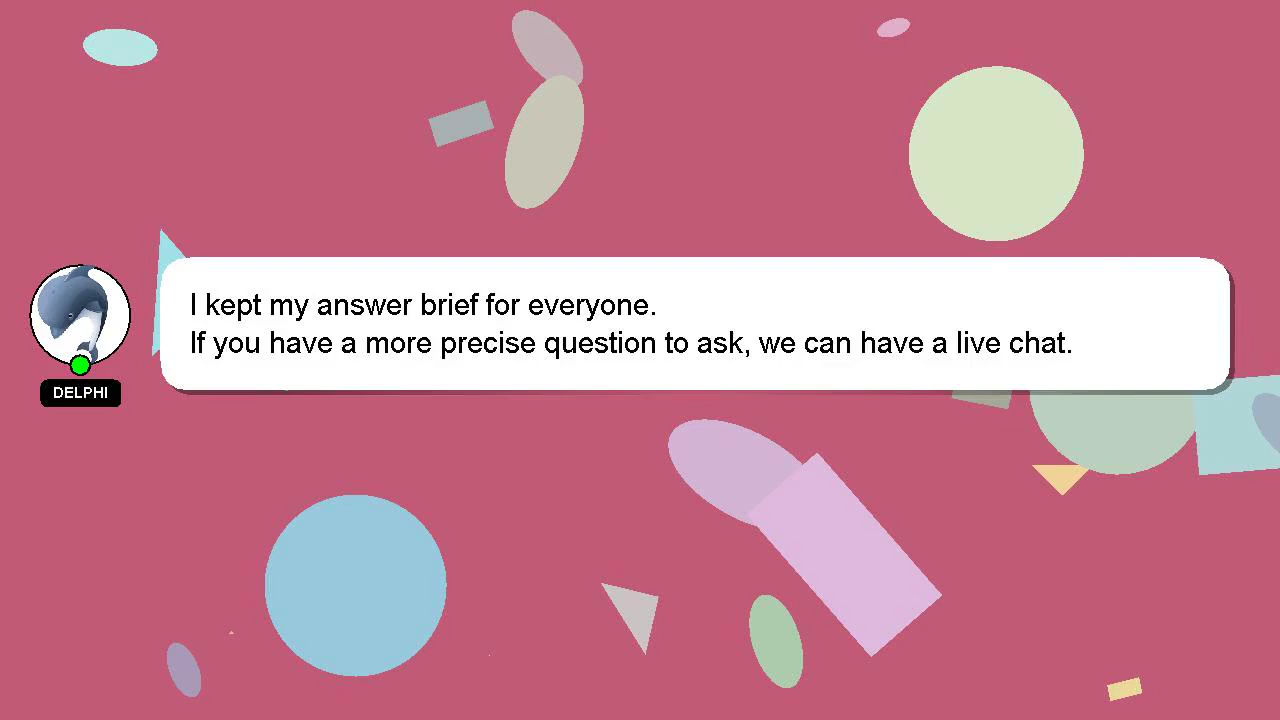 I kept my answer brief for everyone.
If you have a more precise question to ask, we can have a live chat.
DELPHI